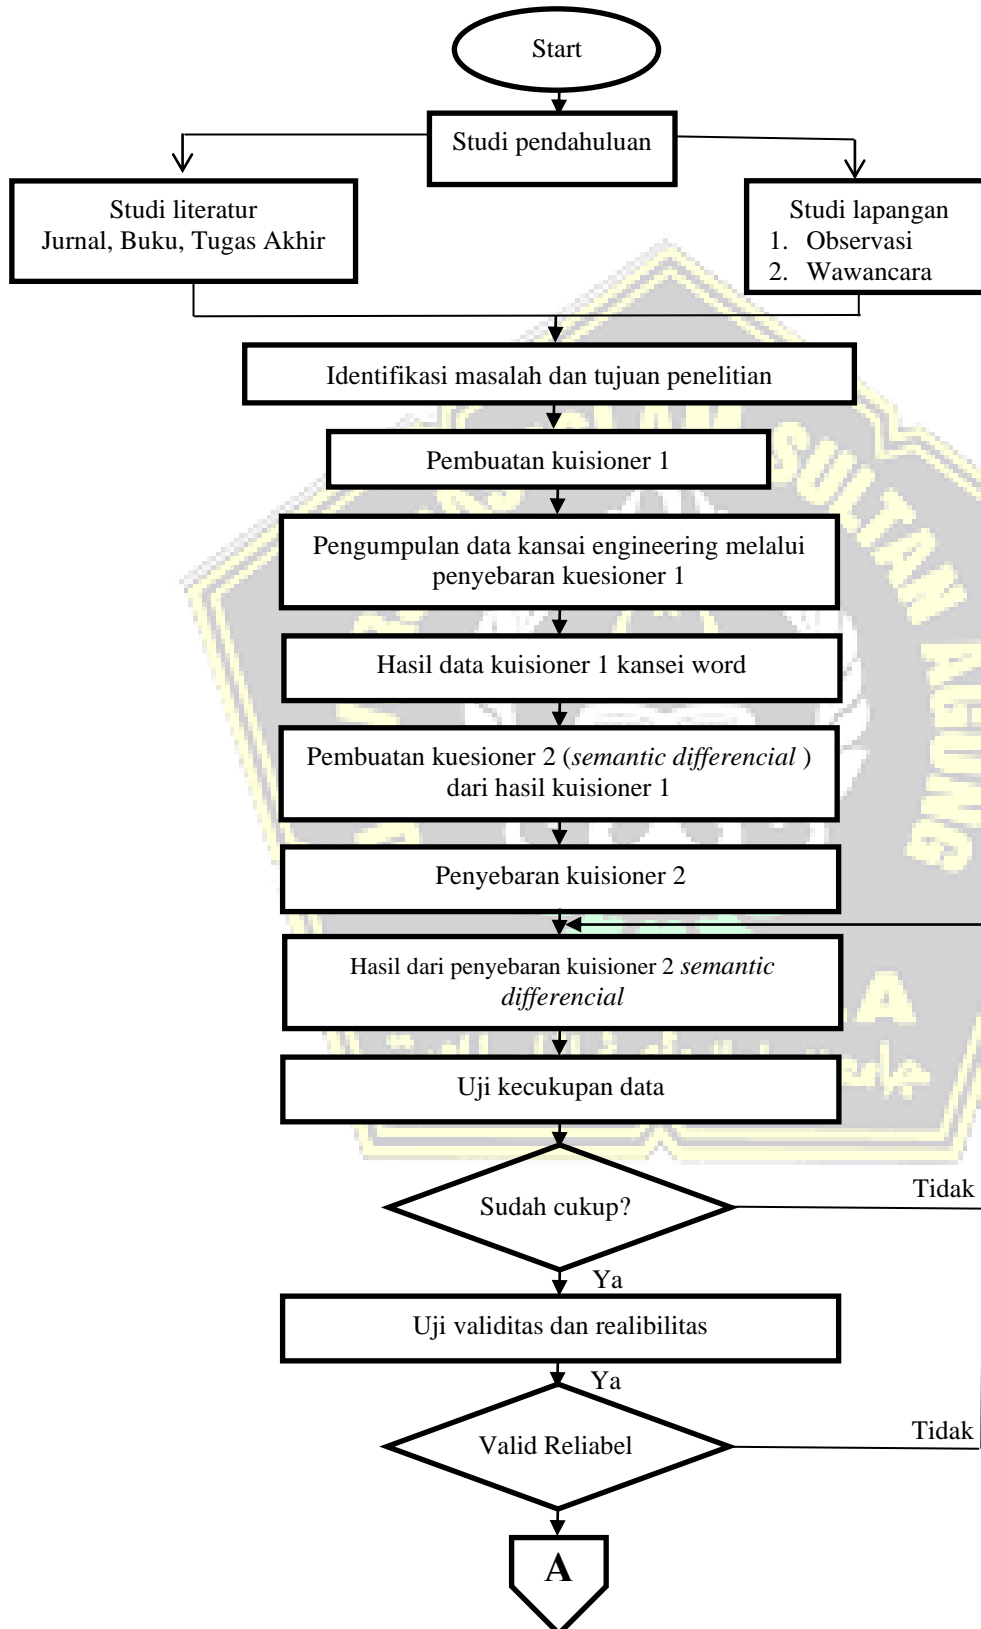 Start
Studi pendahuluan
Studi literatur
Jurnal, Buku, Tugas Akhir
Studi lapangan
1. Observasi
2. Wawancara
Identifikasi masalah dan tujuan penelitian
Pembuatan kuisioner 1
Pengumpulan data kansai engineering melalui
penyebaran kuesioner 1
Hasil data kuisioner 1 kansei word
Pembuatan kuesioner 2 (semantic differencial )
dari hasil kuisioner 1
Penyebaran kuisioner 2
Hasil dari penyebaran kuisioner 2 semantic
differencial
Uji kecukupan data
Sudah cukup?
Tidak
Ya
Uji validitas dan realibilitas
Ya
Valid Reliabel
Tidak
A
SULTAN
AGUNG